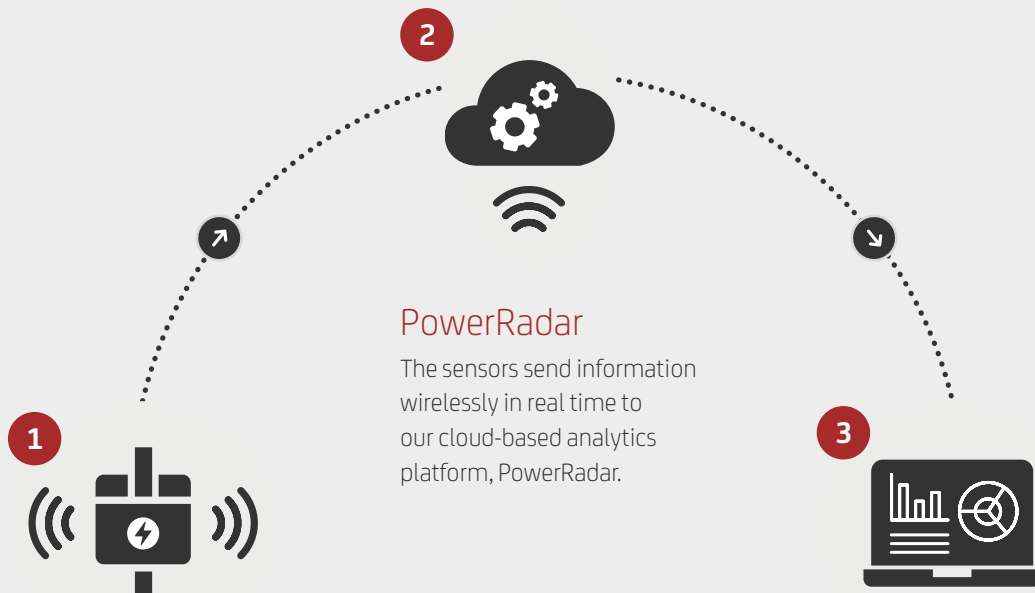 2
PowerRadar
The sensors send information
wirelessly in real time to
our cloud-based analytics
platform, PowerRadar.
1
3